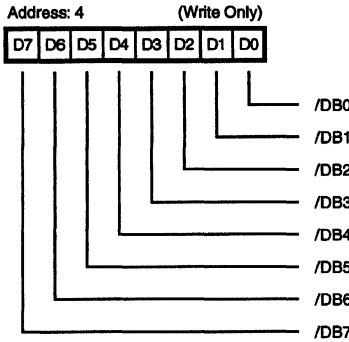 Address: 4 (Write Only)
D7 D6 D5 D4 D3 D2 D1 D0
/DB0
/DB1
/DB2
/DB3
/DB4
/DB5
/DB6
/DB7